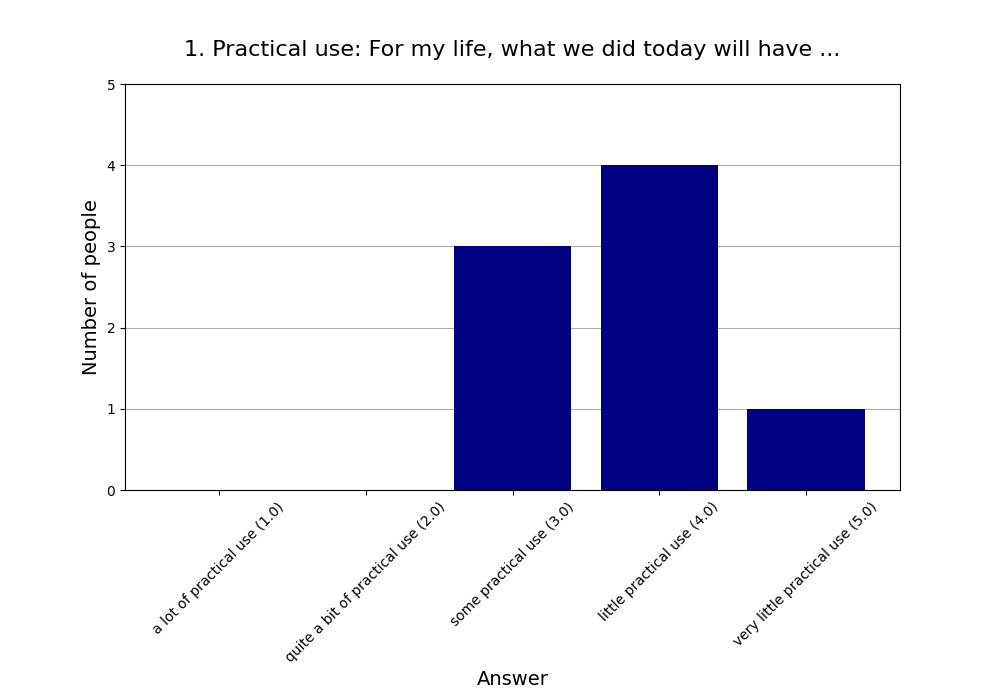 1. Practical use: For my life, what we did today will have ...
5
4
3
2
1
0
Number of people
a lot of practical use (1.0)
quite a bit of practical use (2.0)
some practical use (3.0)
little practical use (4.0)
very little practical use (5.0)
Answer